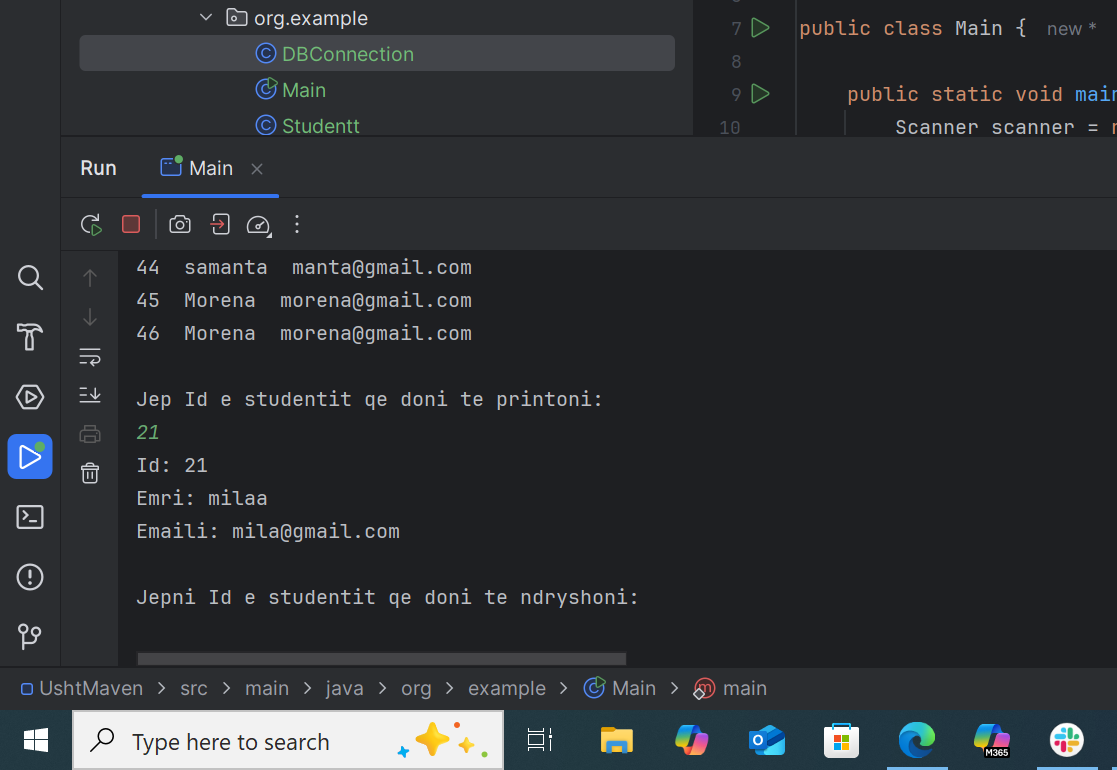 org.example
DBConnection
Main
Studentt
7 public class Main { new *
8
9 public static void main
10 Scanner scanner =
Run Main
44 samanta manta@gmail.com
45 Morena morena@gmail.com
46 Morena morena@gmail.com
Jep Id e studentit qe doni te printoni:
21
Id: 21
Emri: milaa
Emaili: mila@gmail.com
Jepni Id e studentit qe doni te ndryshoni:
UshtMaven > src > main > java > org > example > Main > main
Type here to search
M365